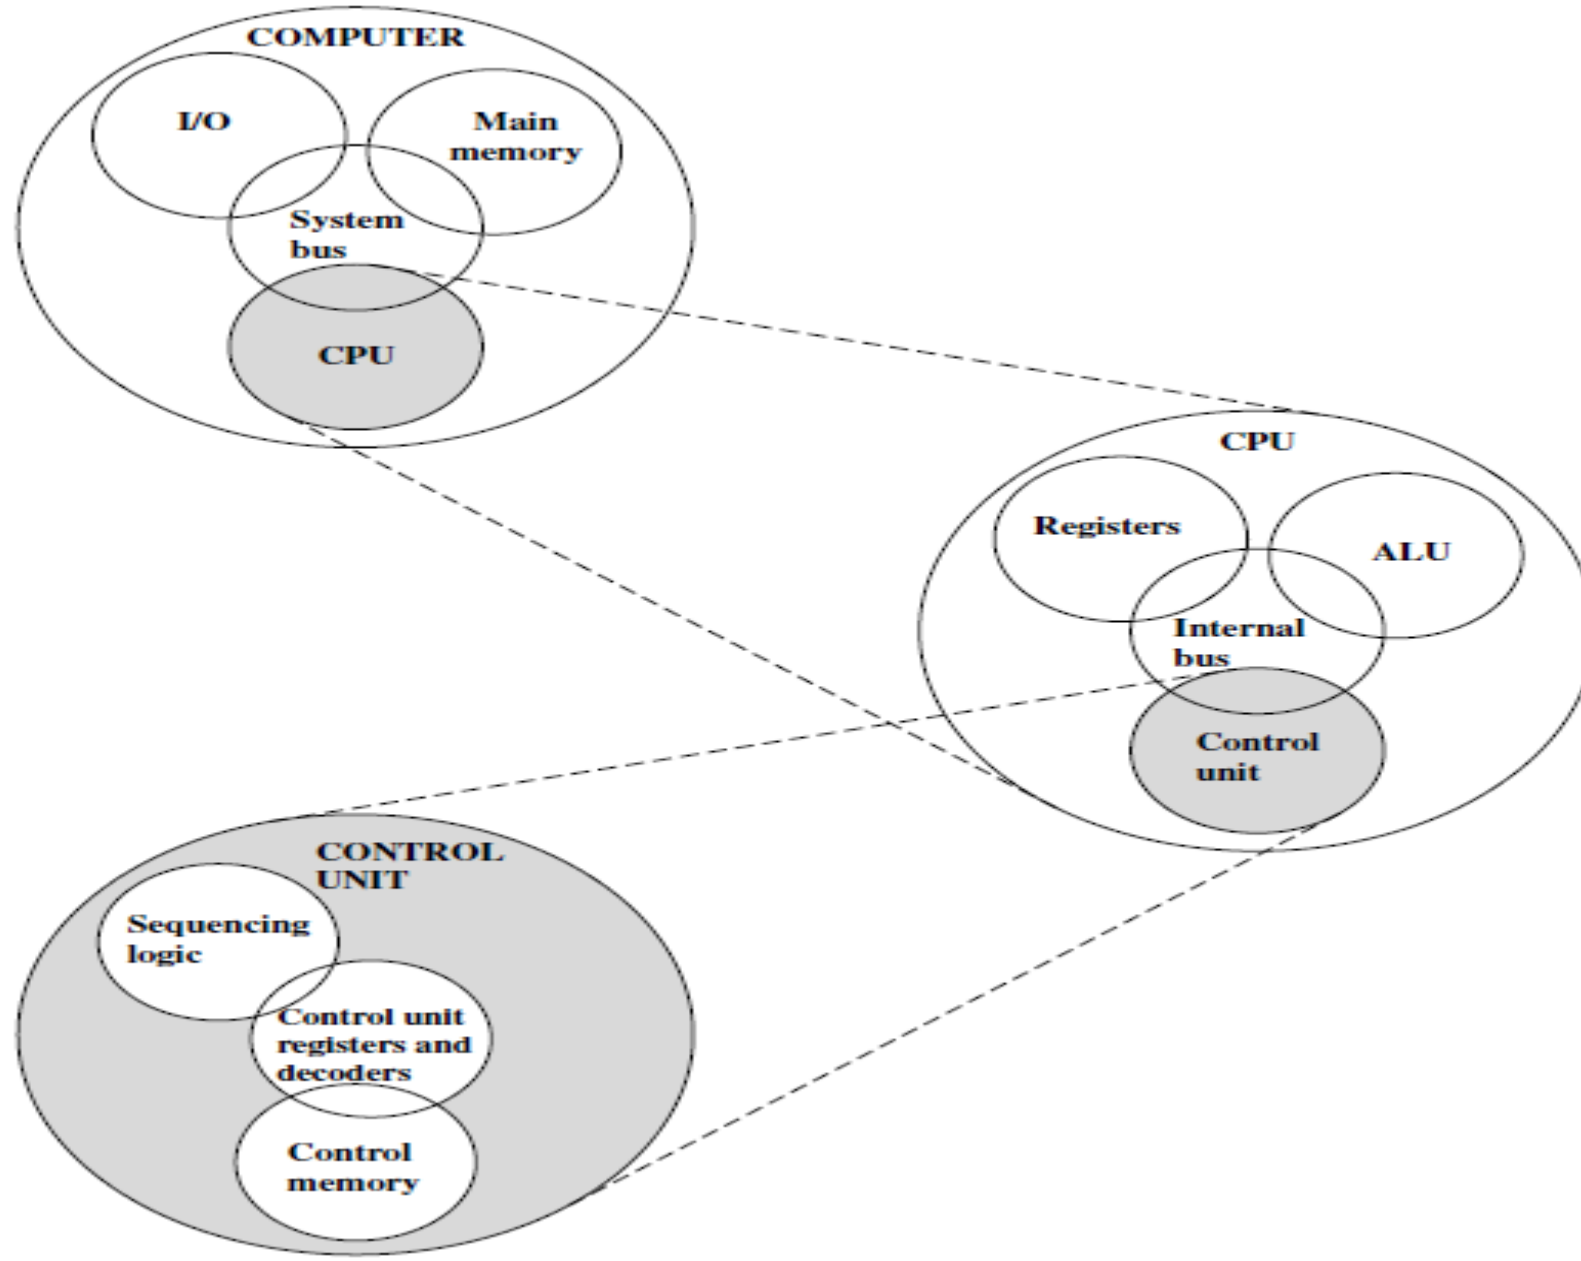 COMPUTER
I/O
Main
memory
System
bus
CPU
CPU
Registers
ALU
Internal
bus
Control
unit
CONTROL
UNIT
Sequencing
logic
Control unit
registers and
decoders
Control
memory